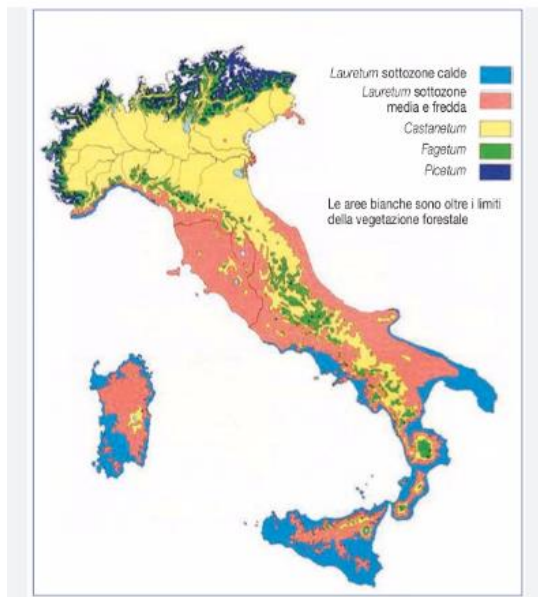 Lauretum sottozone calde
Lauretum sottozone
media e fredda
Castanetum
Fagetum
Picetum
Le aree bianche sono oltre i limiti
della vegetazione forestale